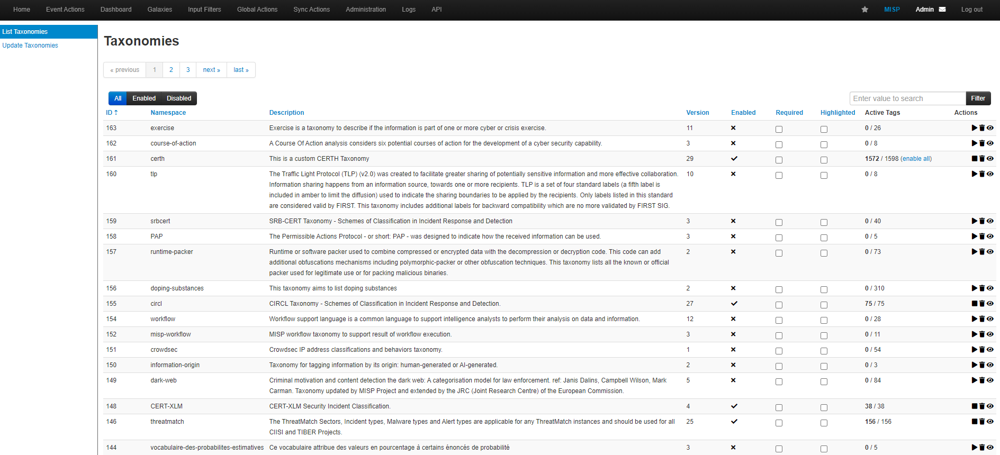 Home Event Actions Dashboard Galaxies Input Filters Global Actions Sync Actions Administration Logs API MISP Admin Log out
List Taxonomies
Update Taxonomies
Taxonomies
« previous 1 2 3 next » last »
All Enabled Disabled Enter value to search Filter
ID ↑ Namespace Description Version Enabled Required Highlighted Active Tags Actions
163 exercise Exercise is a taxonomy to describe if the information is part of one or more cyber or crisis exercise. 11 0 / 26
162 course-of-action A Course Of Action analysis considers six potential courses of action for the development of a cyber security capability. 3 0 / 8
161 certh This is a custom CERTH Taxonomy 29 1572 / 1598 (enable all)
160 tlp The Traffic Light Protocol (TLP) (v2.0) was created to facilitate greater sharing of potentially sensitive information and more effective collaboration. 10 0 / 8
Information sharing happens from an information source, towards one or more recipients. TLP is a set of four standard labels (a fifth label is
included in amber to limit the diffusion) used to indicate the sharing boundaries to be applied by the recipients. Only labels listed in this standard
are considered valid by FIRST. This taxonomy includes additional labels for backward compatibility which are no more validated by FIRST SIG.
159 srbcert SRB-CERT Taxonomy - Schemes of Classification in Incident Response and Detection 3 0 / 40
158 PAP The Permissible Actions Protocol - or short: PAP - was designed to indicate how the received information can be used. 3 0 / 5
157 runtime-packer Runtime or software packer used to combine compressed or encrypted data with the decompression or decryption code. This code can add 2 0 / 73
additional obfuscations mechanisms including polymorphic-packer or other obfuscation techniques. This taxonomy lists all the known or official
packer used for legitimate use or for packing malicious binaries.
156 doping-substances This taxonomy aims to list doping substances 2 0 / 310
155 circl CIRCL Taxonomy - Schemes of Classification in Incident Response and Detection. 27 75 / 75
154 workflow Workflow support language is a common language to support intelligence analysts to perform their analysis on data and information. 12 0 / 28
152 misp-workflow MISP workflow taxonomy to support result of workflow execution. 3 0 / 11
151 crowdsec Crowdsec IP address classifications and behaviors taxonomy. 1 0 / 54
150 information-origin Taxonomy for tagging information by its origin: human-generated or AI-generated. 2 0 / 3
149 dark-web Criminal motivation and content detection the dark web: A categorisation model for law enforcement. ref: Janis Dalins, Campbell Wilson, Mark 5 0 / 84
Carman. Taxonomy updated by MISP Project and extended by the JRC (Joint Research Centre) of the European Commission.
148 CERT-XLM CERT-XLM Security Incident Classification. 4 38 / 38
146 threatmatch The ThreatMatch Sectors, Incident types, Malware types and Alert types are applicable for any ThreatMatch instances and should be used for all 25 156 / 156
CIISI and TIBER Projects.
144 vocabulaire-des-probabilites-estimatives Ce vocabulaire attribue des valeurs en pourcentage à certains énoncés de probabilité 3 0 / 5